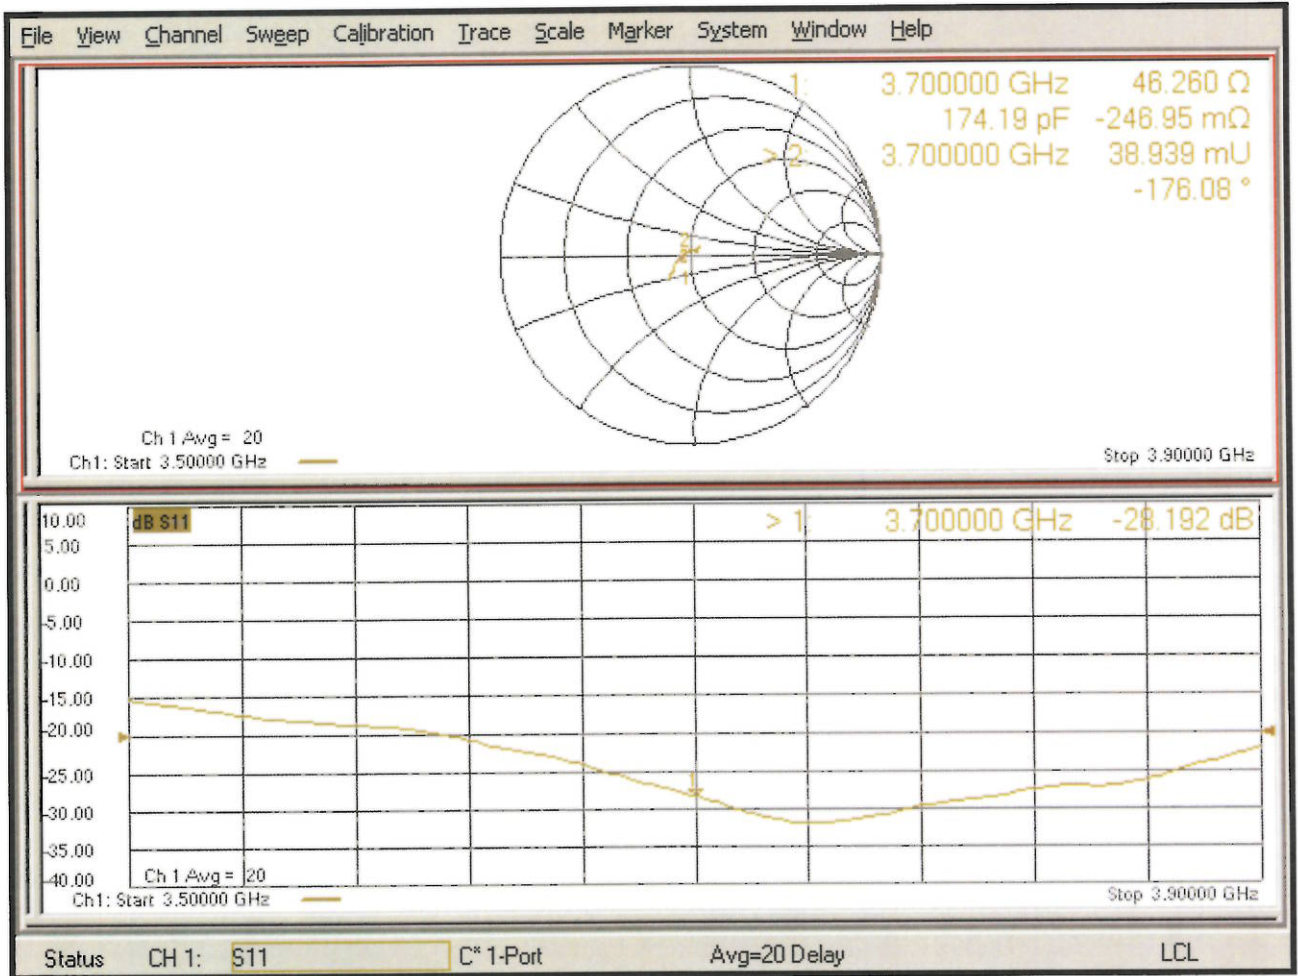 File View Channel Sweep Calibration Trace Scale Marker System Window Help
1: 3.700000 GHz 46.260 Ω
174.19 pF -246.95 mΩ
> 2: 3.700000 GHz 38.939 mU
-176.08 °
2
1
Ch 1 Avg = 20
Ch1: Start 3.50000 GHz
Stop 3.90000 GHz
10.00
dB S11
> 1: 3.700000 GHz -28.192 dB
5.00
0.00
-5.00
-10.00
-15.00
-20.00
-25.00
1
-30.00
-35.00
-40.00
Ch 1 Avg = 20
Ch1: Start 3.50000 GHz
Stop 3.90000 GHz
Status CH 1: S11 C* 1-Port Avg=20 Delay LCL